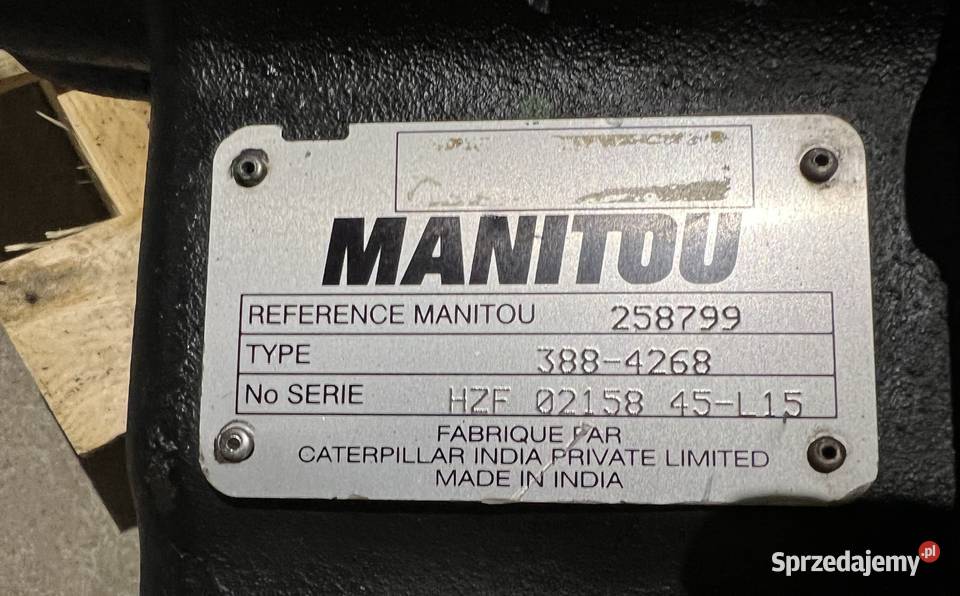 MANITOU
REFERENCE MANITOU 258799
TYPE 388-4268
No SERIE HZF 02158 45-L15
FABRIQUE PAR
CATERPILLAR INDIA PRIVATE LIMITED
MADE IN INDIA
Sprzedajemy.pl